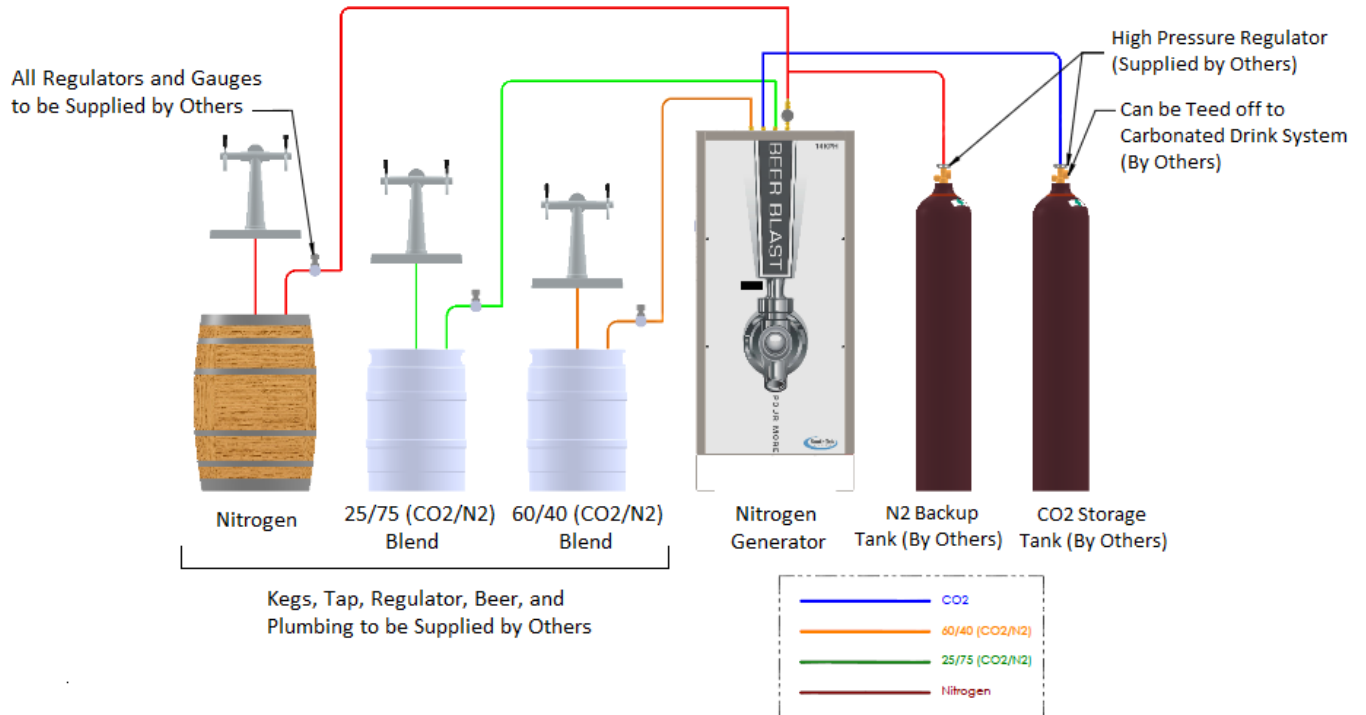 All Regulators and Gauges
to be Supplied by Others
High Pressure Regulator
(Supplied by Others)
Can be Teed off to
Carbonated Drink System
(By Others)
BEER BLAST
POUR MORE
Nitrogen
25/75 (CO2/N2)
Blend
60/40 (CO2/N2)
Blend
Nitrogen
Generator
N2 Backup
Tank (By Others)
CO2 Storage
Tank (By Others)
Kegs, Tap, Regulator, Beer, and
Plumbing to be Supplied by Others
CO2
60/40 (CO2/N2)
25/75 (CO2/N2)
Nitrogen